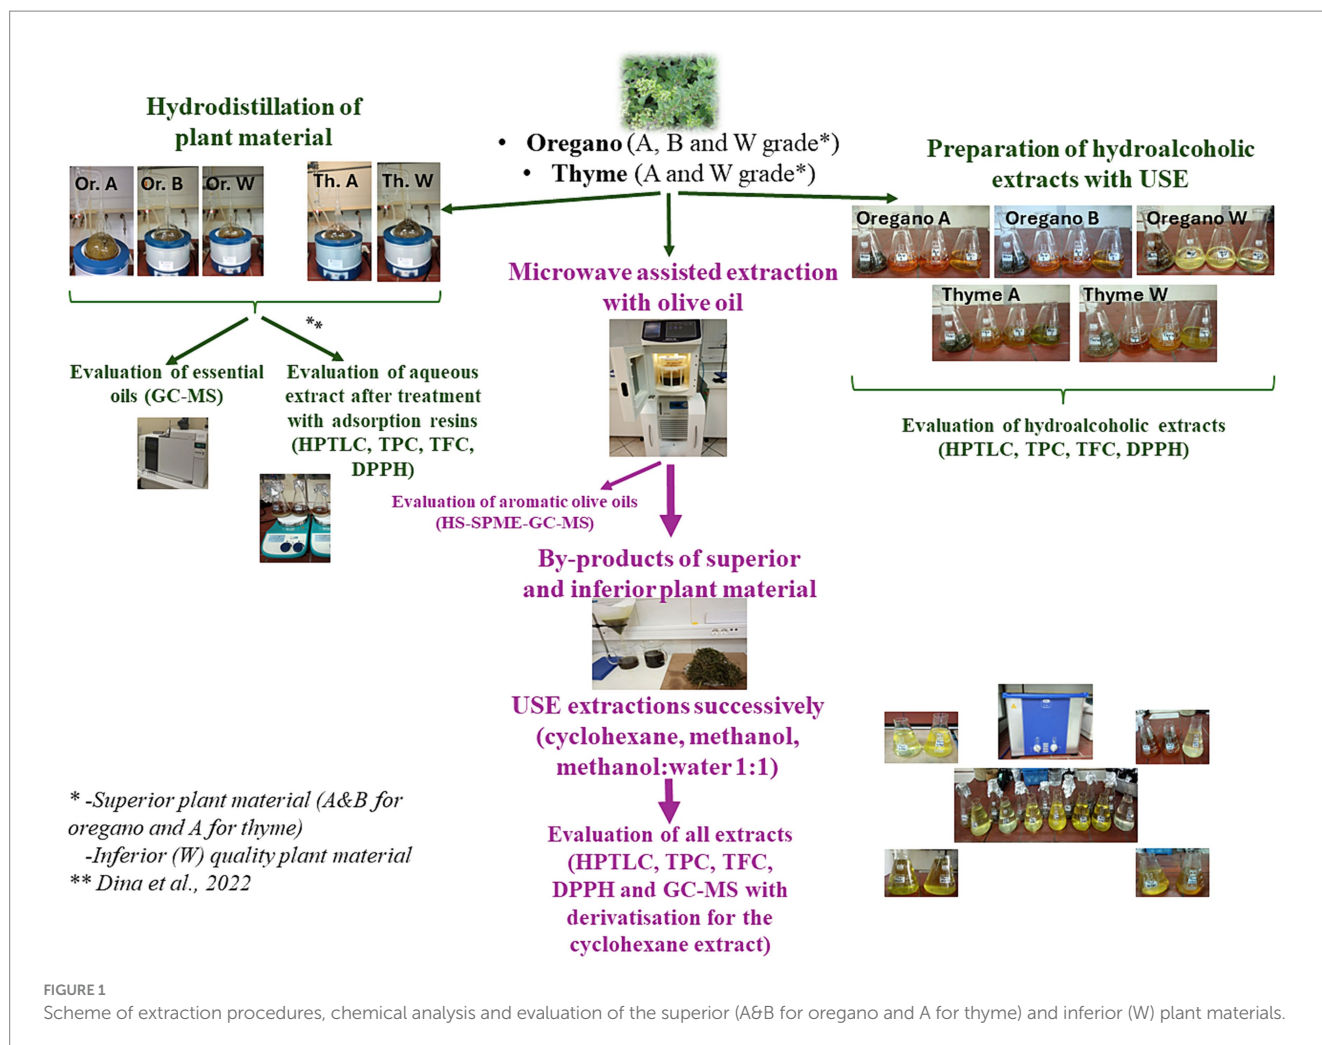 Hydrodistillation of
plant material
• Oregano (A, B and W grade*)
• Thyme (A and W grade*)
Preparation of hydroalcoholic
extracts with USE
Or. A
Or. B
Or. W
Th. A
Th. W
Oregano A
Oregano B
Oregano W
Thyme A
Thyme W
Microwave assisted extraction
with olive oil
**
Evaluation of essential
oils (GC-MS)
Evaluation of aqueous
extract after treatment
with adsorption resins
(HPTLC, TPC, TFC,
DPPH)
Evaluation of hydroalcoholic extracts
(HPTLC, TPC, TFC, DPPH)
Evaluation of aromatic olive oils
(HS-SPME-GC-MS)
By-products of superior
and inferior plant material
USE extractions successively
(cyclohexane, methanol,
methanol:water 1:1)
Evaluation of all extracts
(HPTLC, TPC, TFC,
DPPH and GC-MS with
derivatisation for the
cyclohexane extract)
* -Superior plant material (A&B for
oregano and A for thyme)
-Inferior (W) quality plant material
** Dina et al., 2022
FIGURE 1
Scheme of extraction procedures, chemical analysis and evaluation of the superior (A&B for oregano and A for thyme) and inferior (W) plant materials.